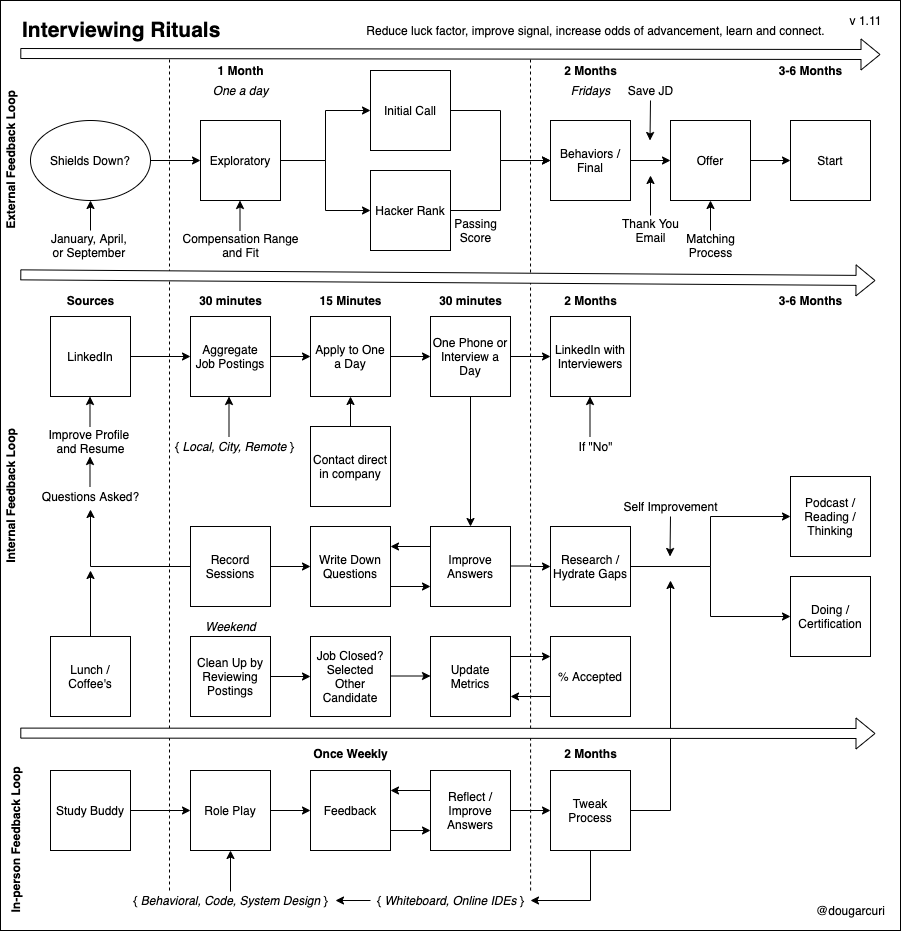 Interviewing Rituals
Reduce luck factor, improve signal, increase odds of advancement, learn and connect.
v 1.11
External Feedback Loop
1 Month
One a day
2 Months
Fridays
Save JD
3-6 Months
Shields Down?
Exploratory
Initial Call
Hacker Rank
Passing
Score
Behaviors /
Final
Offer
Start
January, April,
or September
Compensation Range
and Fit
Thank You
Email
Matching
Process
Internal Feedback Loop
Sources
30 minutes
15 Minutes
30 minutes
2 Months
3-6 Months
LinkedIn
Aggregate
Job Postings
Apply to One
a Day
One Phone or
Interview a
Day
LinkedIn with
Interviewers
Improve Profile
and Resume
{ Local, City, Remote }
Contact direct
in company
If "No"
Questions Asked?
Self Improvement
Podcast /
Reading /
Thinking
Record
Sessions
Write Down
Questions
Improve
Answers
Research /
Hydrate Gaps
Doing /
Certification
Weekend
Lunch /
Coffee's
Clean Up by
Reviewing
Postings
Job Closed?
Selected
Other
Candidate
Update
Metrics
% Accepted
In-person Feedback Loop
Once Weekly
2 Months
Study Buddy
Role Play
Feedback
Reflect /
Improve
Answers
Tweak
Process
{ Behavioral, Code, System Design }
{ Whiteboard, Online IDEs }
@dougarcuri